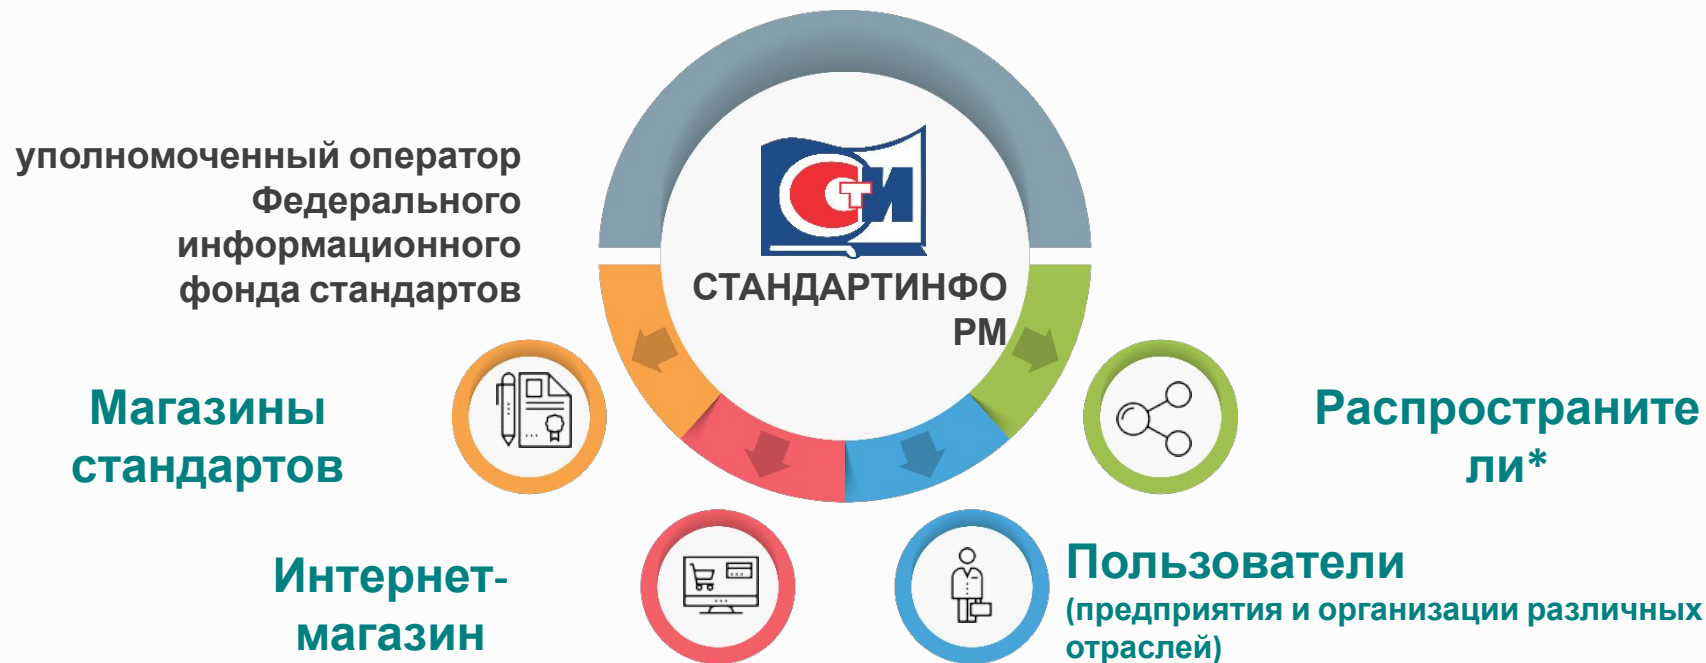 уполномоченный оператор
Федерального
информационного
фонда стандартов
СТИ
СТАНДАРТИНФО
РМ
Магазины
стандартов
Распространите
ли*
Интернет-
магазин
Пользователи
(предприятия и организации различных
отраслей)